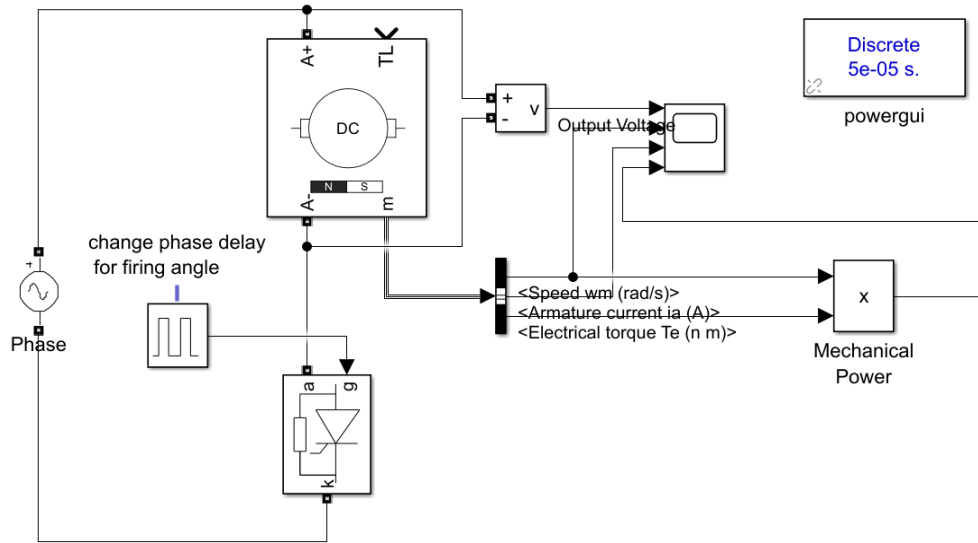 A+
TL
DC
N S
A-
m
+
-
v
Output Voltage
Discrete
5e-05 s.
powergui
change phase delay
for firing angle
+
Phase
<Speed wm (rad/s)>
<Armature current ia (A)>
<Electrical torque Te (n m)>
x
Mechanical
Power
a
g
k